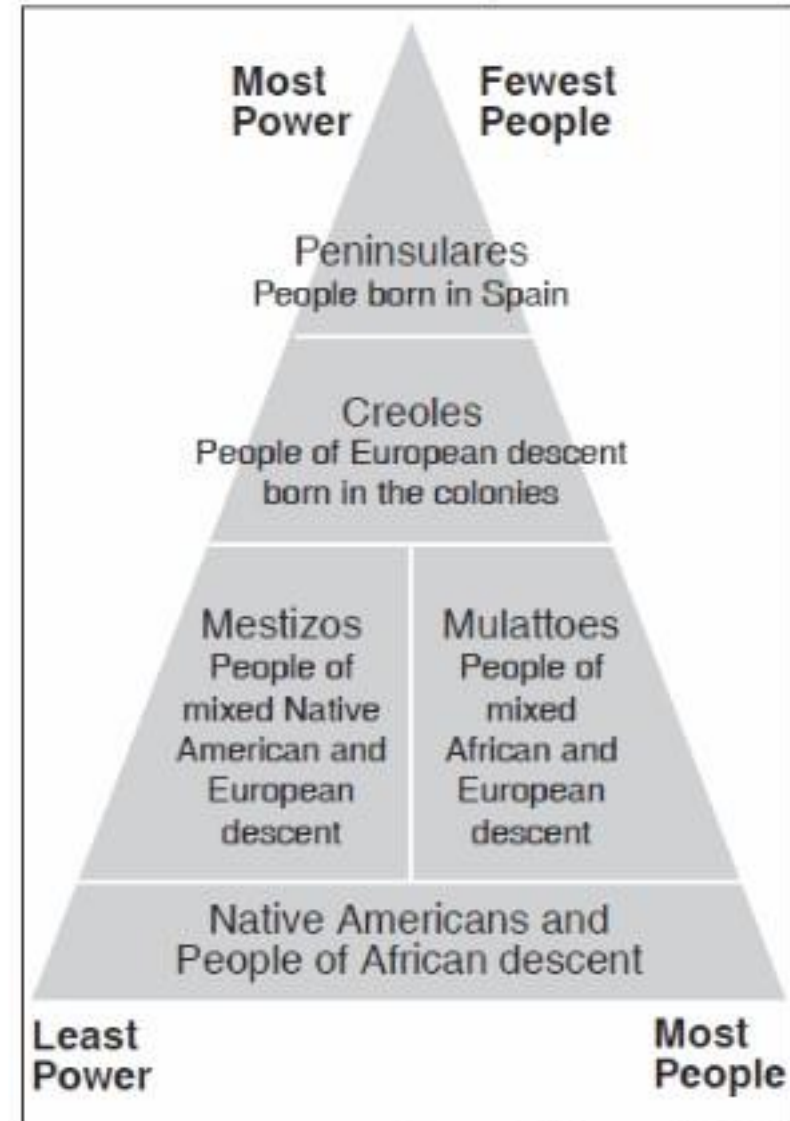 Most
Power
Fewest
People
Peninsulares
People born in Spain
Creoles
People of European descent
born in the colonies
Mestizos
People of
mixed Native
American and
European
descent
Mulattoes
People of
mixed
African and
European
descent
Native Americans and
People of African descent
Least
Power
Most
People